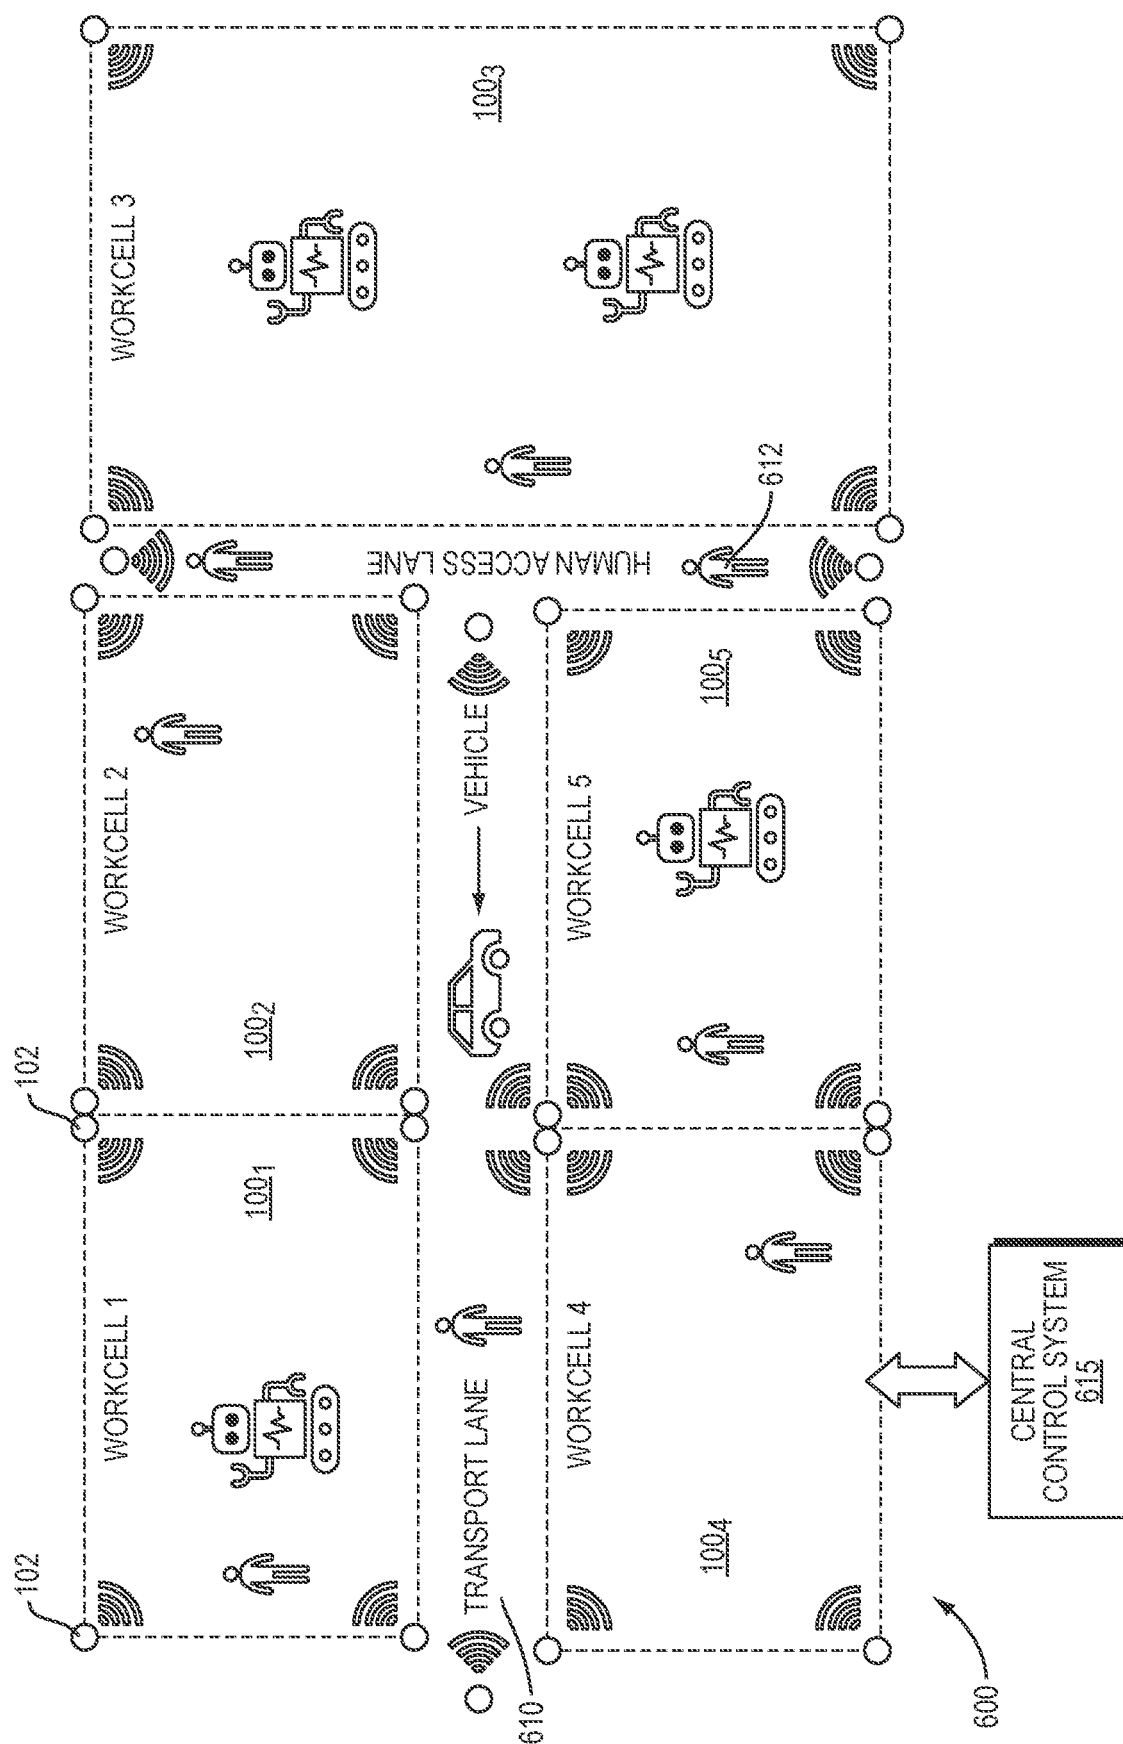 102
102
WORKCELL 1
100₁
WORKCELL 2
100₂
WORKCELL 3
100₃
610
TRANSPORT LANE
VEHICLE
HUMAN ACCESS LANE
612
WORKCELL 4
100₄
WORKCELL 5
100₅
600
CENTRAL
CONTROL SYSTEM
615